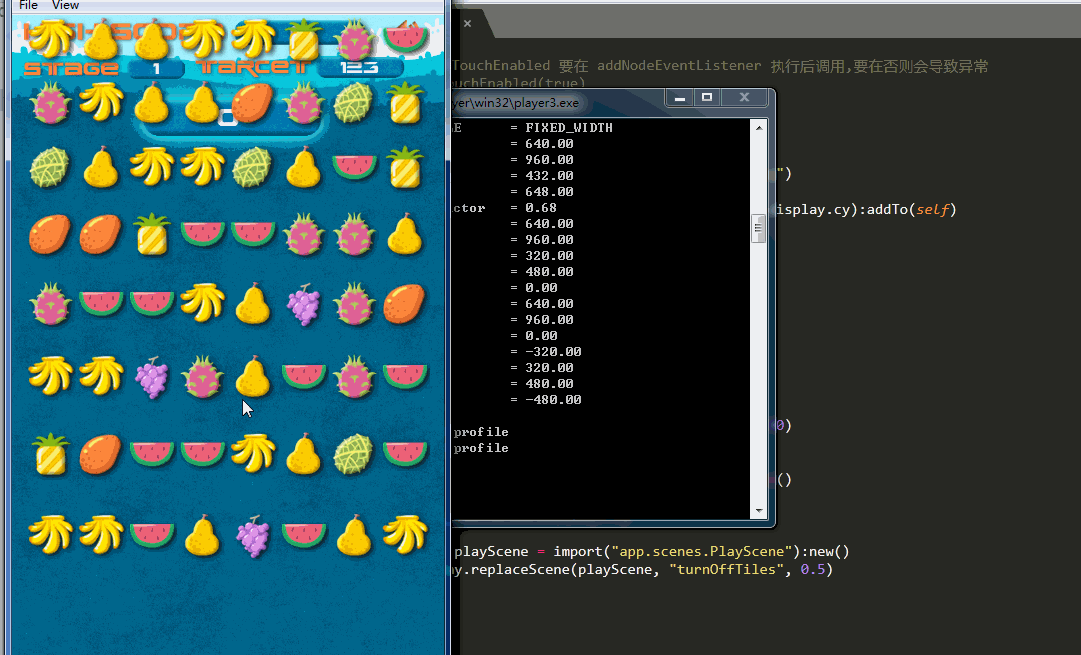 File View
STAGE 1 TARGET 123
TouchEnabled 要在 addNodeEventListener 执行后调用,要在否则会导致异常
uchEnabled(true)
yer\win32\player3.exe
E = FIXED_WIDTH
= 640.00
= 960.00
= 432.00
= 648.00
ctor = 0.68
= 640.00
= 960.00
= 320.00
= 480.00
= 0.00
= 640.00
= 960.00
= 0.00
= -320.00
= 320.00
= 480.00
= -480.00
profile
profile
")
isplay.cy):addTo(self)
0)
()
playScene = import("app.scenes.PlayScene"):new()
ay.replaceScene(playScene, "turnOffTiles", 0.5)